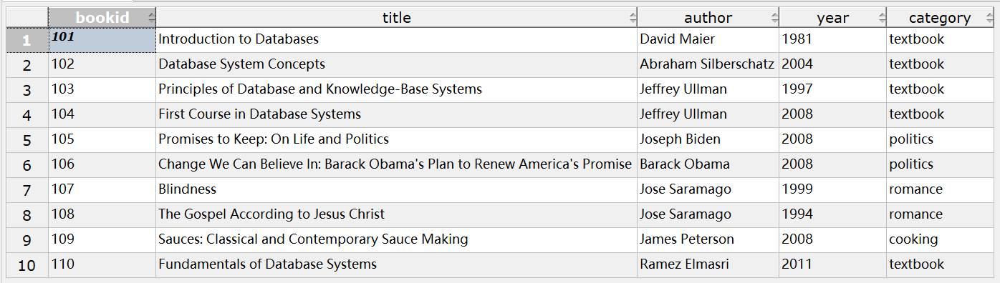 bookid title author year category
1 101 Introduction to Databases David Maier 1981 textbook
2 102 Database System Concepts Abraham Silberschatz 2004 textbook
3 103 Principles of Database and Knowledge-Base Systems Jeffrey Ullman 1997 textbook
4 104 First Course in Database Systems Jeffrey Ullman 2008 textbook
5 105 Promises to Keep: On Life and Politics Joseph Biden 2008 politics
6 106 Change We Can Believe In: Barack Obama's Plan to Renew America's Promise Barack Obama 2008 politics
7 107 Blindness Jose Saramago 1999 romance
8 108 The Gospel According to Jesus Christ Jose Saramago 1994 romance
9 109 Sauces: Classical and Contemporary Sauce Making James Peterson 2008 cooking
10 110 Fundamentals of Database Systems Ramez Elmasri 2011 textbook